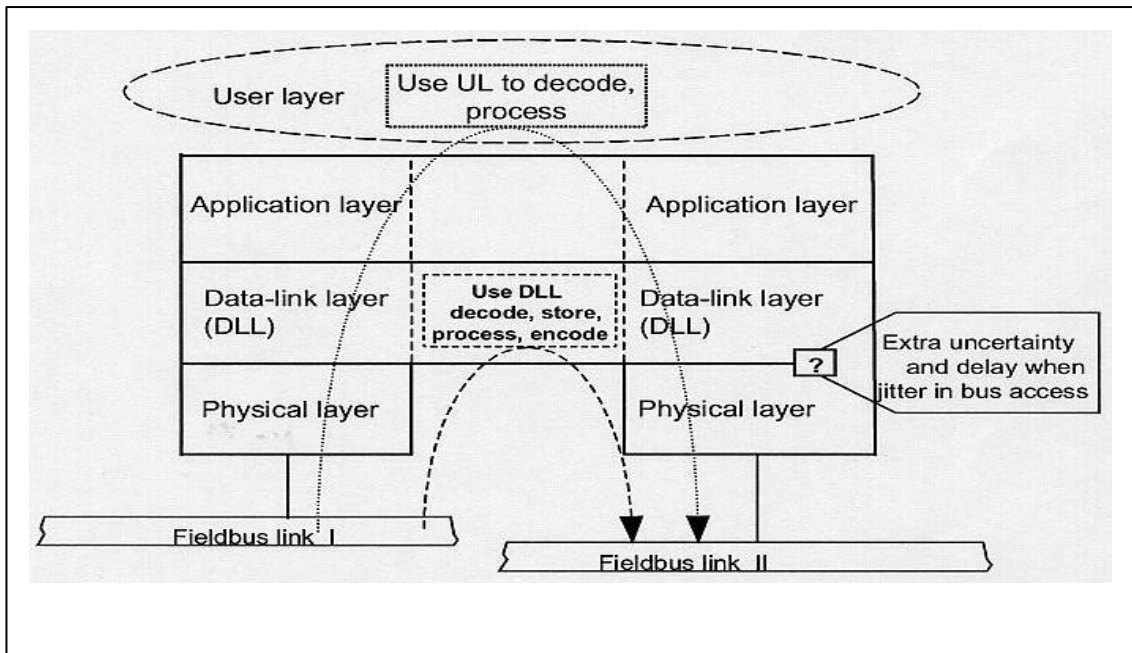 User layer
Use UL to decode,
process
Application layer
Application layer
Data-link layer
(DLL)
Use DLL
decode, store,
process, encode
Data-link layer
(DLL)
?
Extra uncertainty
and delay when
jitter in bus access
Physical layer
Physical layer
Fieldbus link I
Fieldbus link II